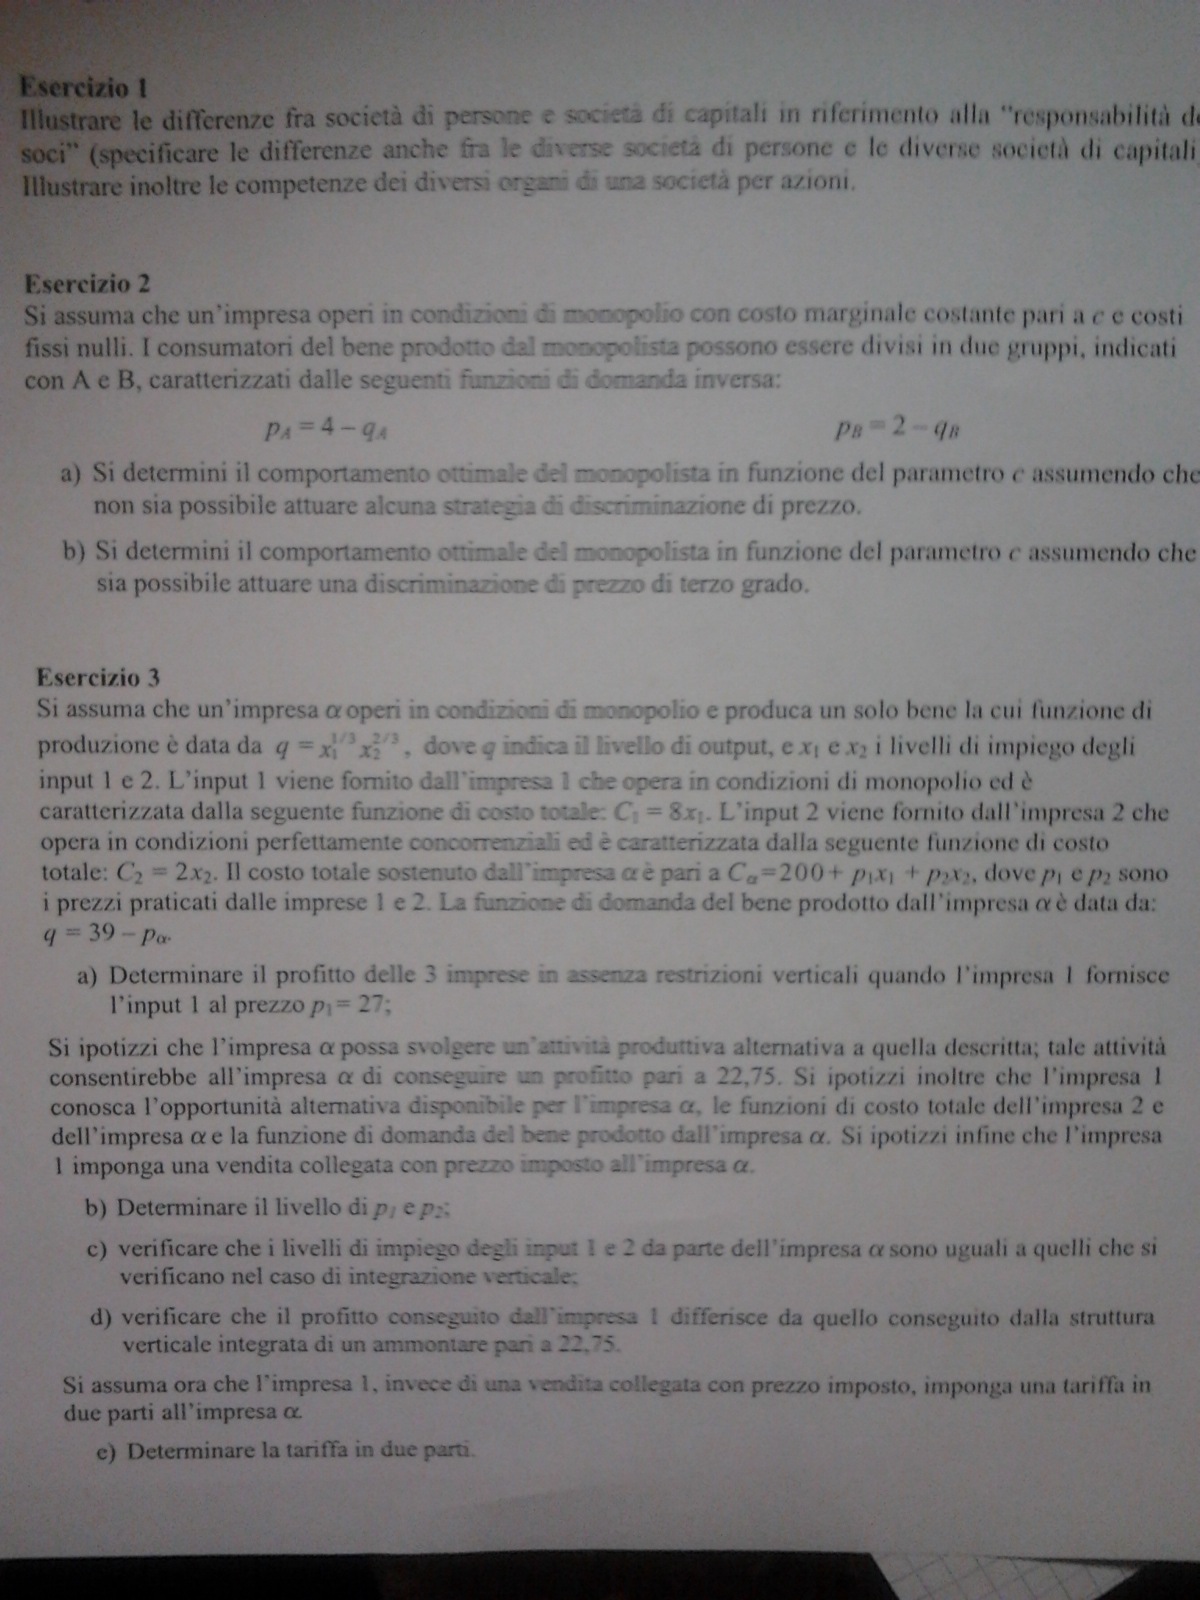 Esercizio 1
Illustrare le differenze fra società di persone e società di capitali in riferimento alla "responsabilità de
soci" (specificare le differenze anche fra le diverse società di persone e le diverse società di capitali
Illustrare inoltre le competenze dei diversi organi di una società per azioni.
Esercizio 2
Si assuma che un'impresa operi in condizioni di monopolio con costo marginale costante pari a c e costi
fissi nulli. I consumatori del bene prodotto dal monopolista possono essere divisi in due gruppi, indicati
con A e B, caratterizzati dalle seguenti funzioni di domanda inversa:
p_A = 4 – q_A p_B = 2 – q_B
a) Si determini il comportamento ottimale del monopolista in funzione del parametro c assumendo che
non sia possibile attuare alcuna strategia di discriminazione di prezzo.
b) Si determini il comportamento ottimale del monopolista in funzione del parametro c assumendo che
sia possibile attuare una discriminazione di prezzo di terzo grado.
Esercizio 3
Si assuma che un'impresa α operi in condizioni di monopolio e produca un solo bene la cui funzione di
produzione è data da q = x_1^{1/3} x_2^{2/3}, dove q indica il livello di output, e x_1 e x_2 i livelli di impiego degli
input 1 e 2. L'input 1 viene fornito dall'impresa 1 che opera in condizioni di monopolio ed è
caratterizzata dalla seguente funzione di costo totale: C_1 = 8x_1. L'input 2 viene fornito dall'impresa 2 che
opera in condizioni perfettamente concorrenziali ed è caratterizzata dalla seguente funzione di costo
totale: C_2 = 2x_2. Il costo totale sostenuto dall'impresa α è pari a C_α=200+ p_1x_1 + p_2x_2, dove p_1 e p_2 sono
i prezzi praticati dalle imprese 1 e 2. La funzione di domanda del bene prodotto dall'impresa α è data da:
q = 39 – p_α.
a) Determinare il profitto delle 3 imprese in assenza restrizioni verticali quando l'impresa 1 fornisce
l'input 1 al prezzo p_1= 27;
Si ipotizzi che l'impresa α possa svolgere un'attività produttiva alternativa a quella descritta; tale attività
consentirebbe all'impresa α di conseguire un profitto pari a 22,75. Si ipotizzi inoltre che l'impresa 1
conosca l'opportunità alternativa disponibile per l'impresa α, le funzioni di costo totale dell'impresa 2 e
dell'impresa α e la funzione di domanda del bene prodotto dall'impresa α. Si ipotizzi infine che l'impresa
1 imponga una vendita collegata con prezzo imposto all'impresa α.
b) Determinare il livello di p_1 e p_2;
c) verificare che i livelli di impiego degli input 1 e 2 da parte dell'impresa α sono uguali a quelli che si
verificano nel caso di integrazione verticale;
d) verificare che il profitto conseguito dall'impresa 1 differisce da quello conseguito dalla struttura
verticale integrata di un ammontare pari a 22,75.
Si assuma ora che l'impresa 1, invece di una vendita collegata con prezzo imposto, imponga una tariffa in
due parti all'impresa α.
e) Determinare la tariffa in due parti.